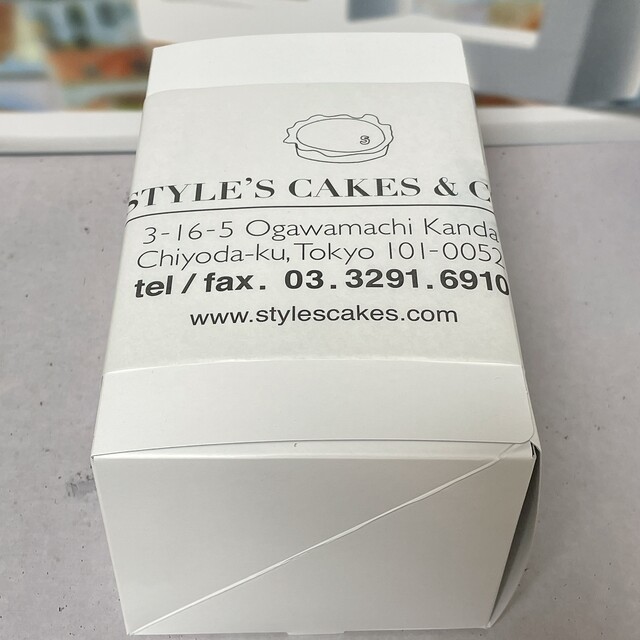 S
STYLE'S CAKES & C
3-16-5 Ogawamachi Kanda
Chiyoda-ku, Tokyo 101-0052
tel / fax. 03.3291.6910
www.stylescakes.com